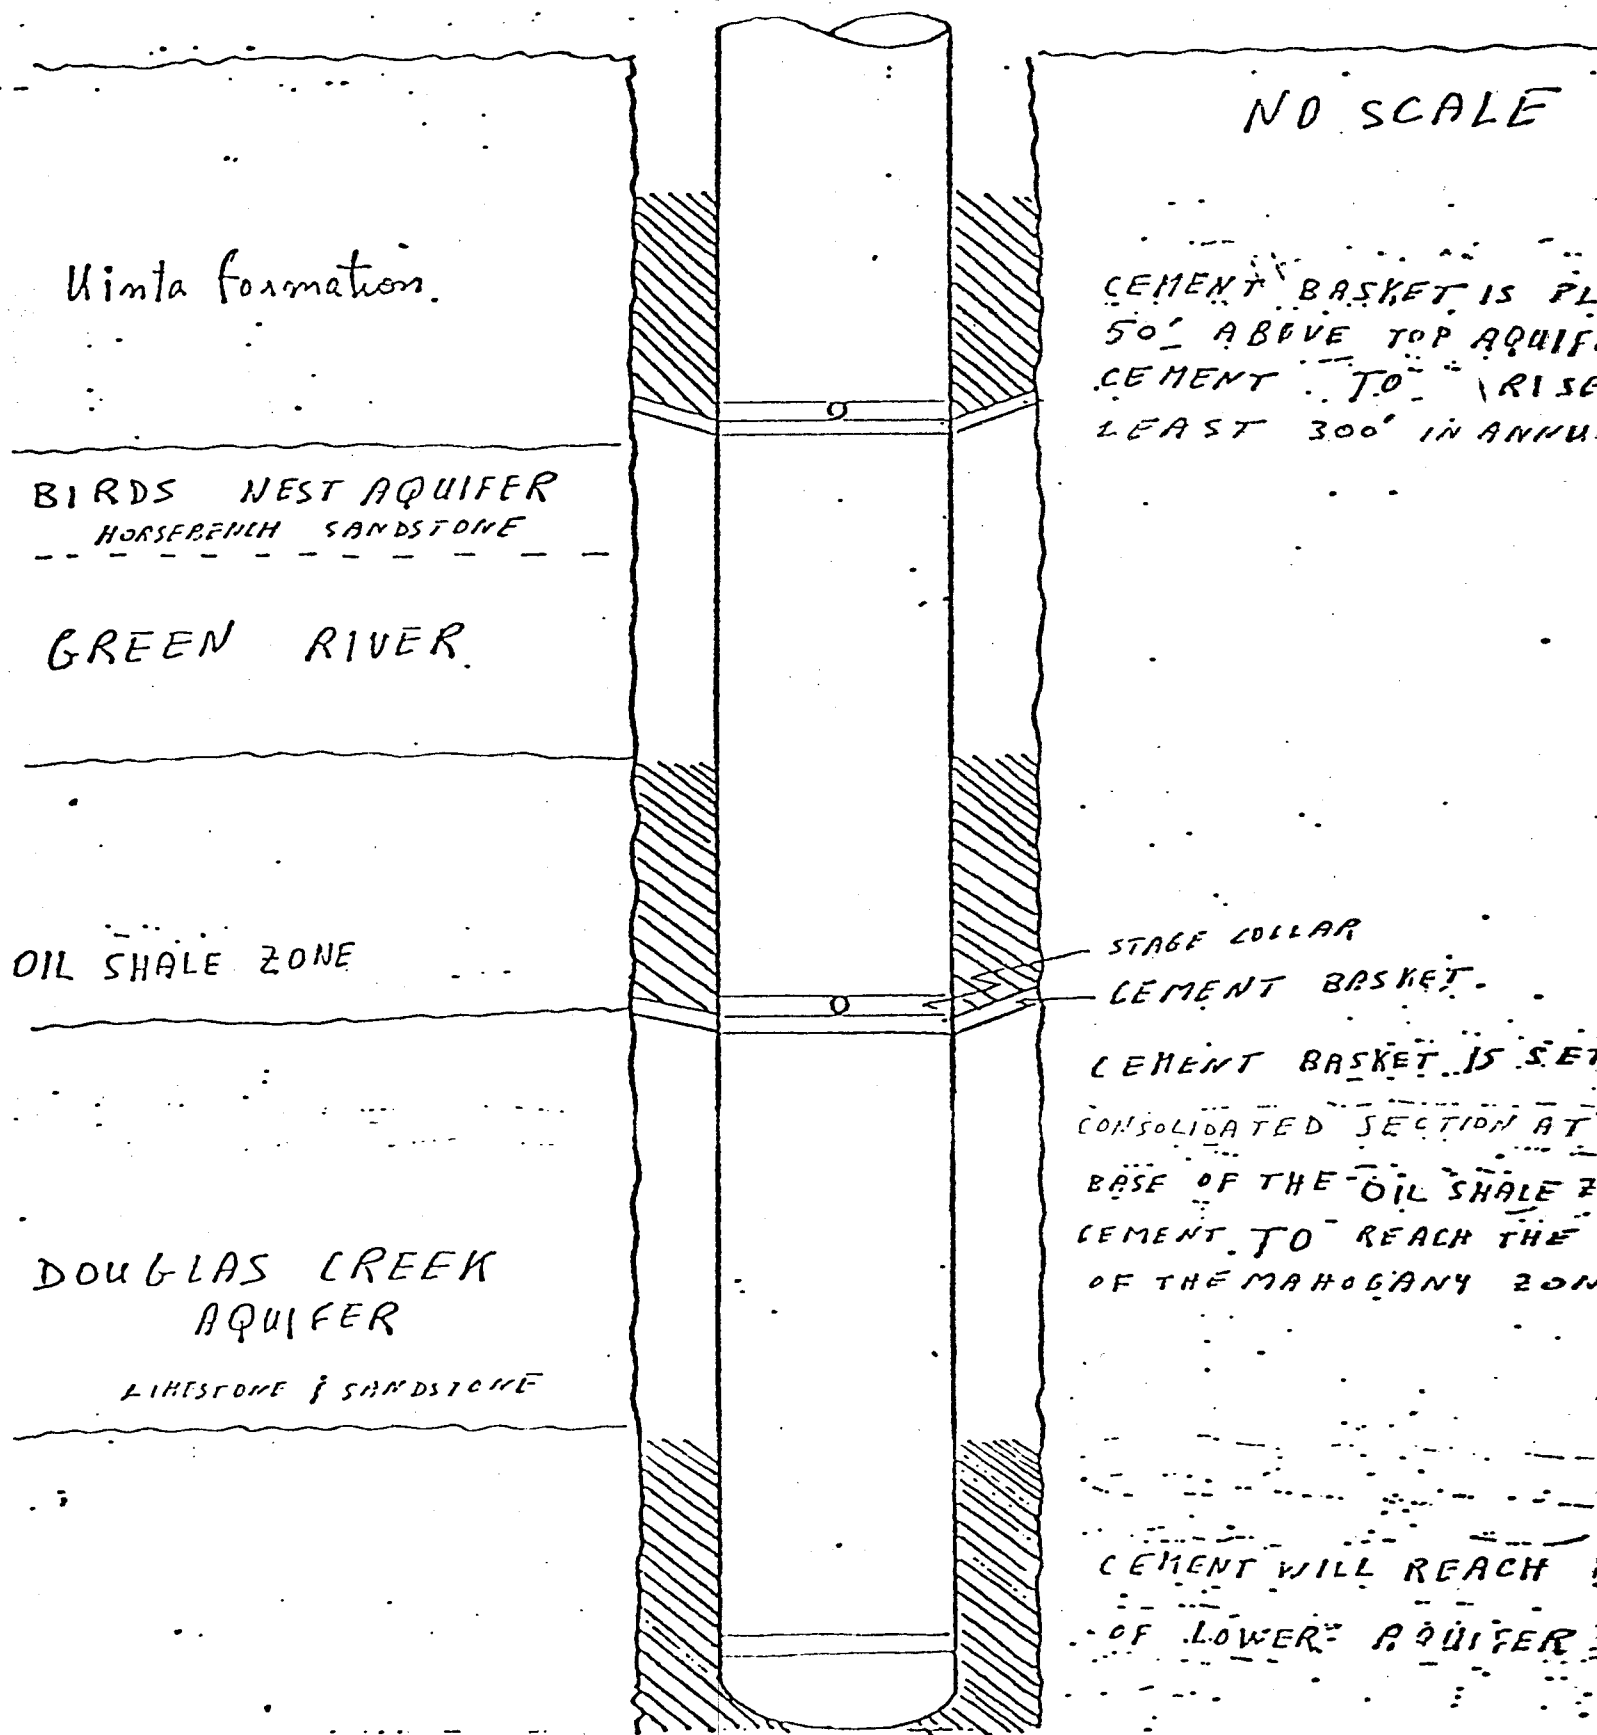 NO SCALE
Uinta formation.
CEMENT BASKET IS PL
50' ABOVE TOP AQUIF
CEMENT TO RISE
LEAST 300' IN ANNU
BIRDS NEST AQUIFER
HORSEBENCH SANDSTONE
GREEN RIVER
OIL SHALE ZONE
STAGE COLLAR
CEMENT BASKET.
CEMENT BASKET IS SET
CONSOLIDATED SECTION AT
BASE OF THE OIL SHALE Z
CEMENT TO REACH THE
OF THE MAHOGANY ZON
DOUGLAS CREEK
AQUIFER
LIMESTONE & SANDSTONE
CEMENT WILL REACH
OF LOWER AQUIFER